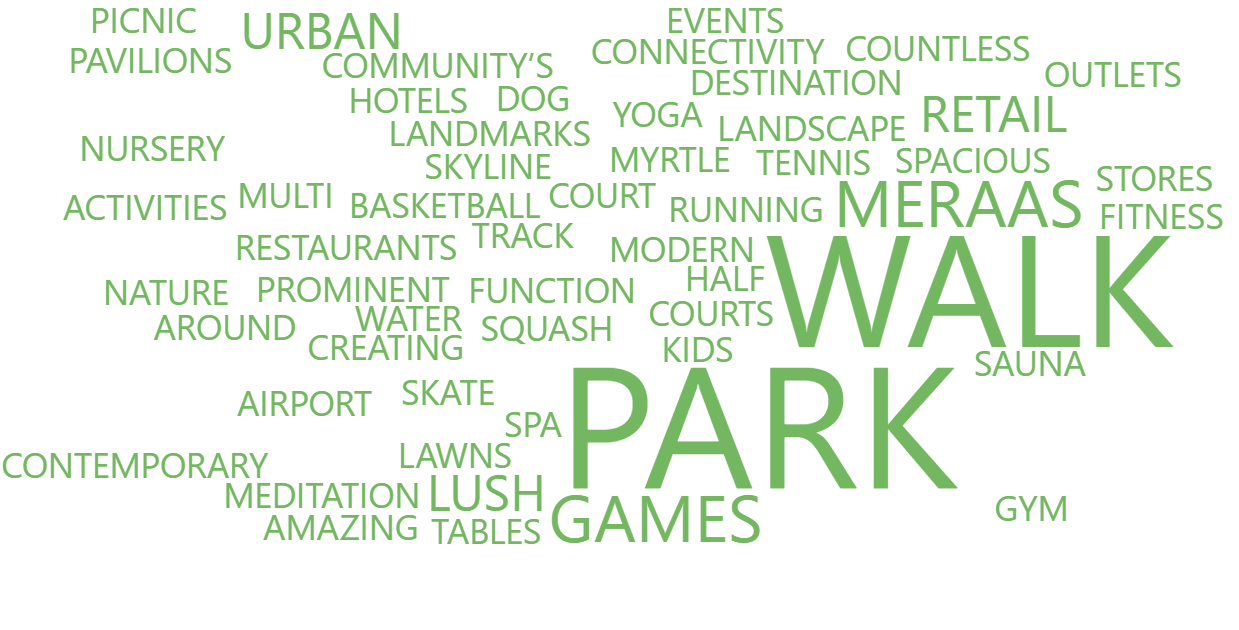 PICNIC
URBAN
EVENTS
PAVILIONS
COMMUNITY’S
CONNECTIVITY
COUNTLESS
DESTINATION
OUTLETS
HOTELS
DOG
YOGA
LANDSCAPE
RETAIL
NURSERY
LANDMARKS
SKYLINE
MYRTLE
TENNIS
SPACIOUS
STORES
ACTIVITIES
MULTI
BASKETBALL
COURT
RUNNING
MERAAS
FITNESS
RESTAURANTS
TRACK
MODERN
WALK
NATURE
PROMINENT
FUNCTION
HALF
AROUND
WATER
SQUASH
COURTS
CREATING
KIDS
SAUNA
AIRPORT
SKATE
SPA
PARK
CONTEMPORARY
LAWNS
MEDITATION
LUSH
GAMES
GYM
AMAZING
TABLES